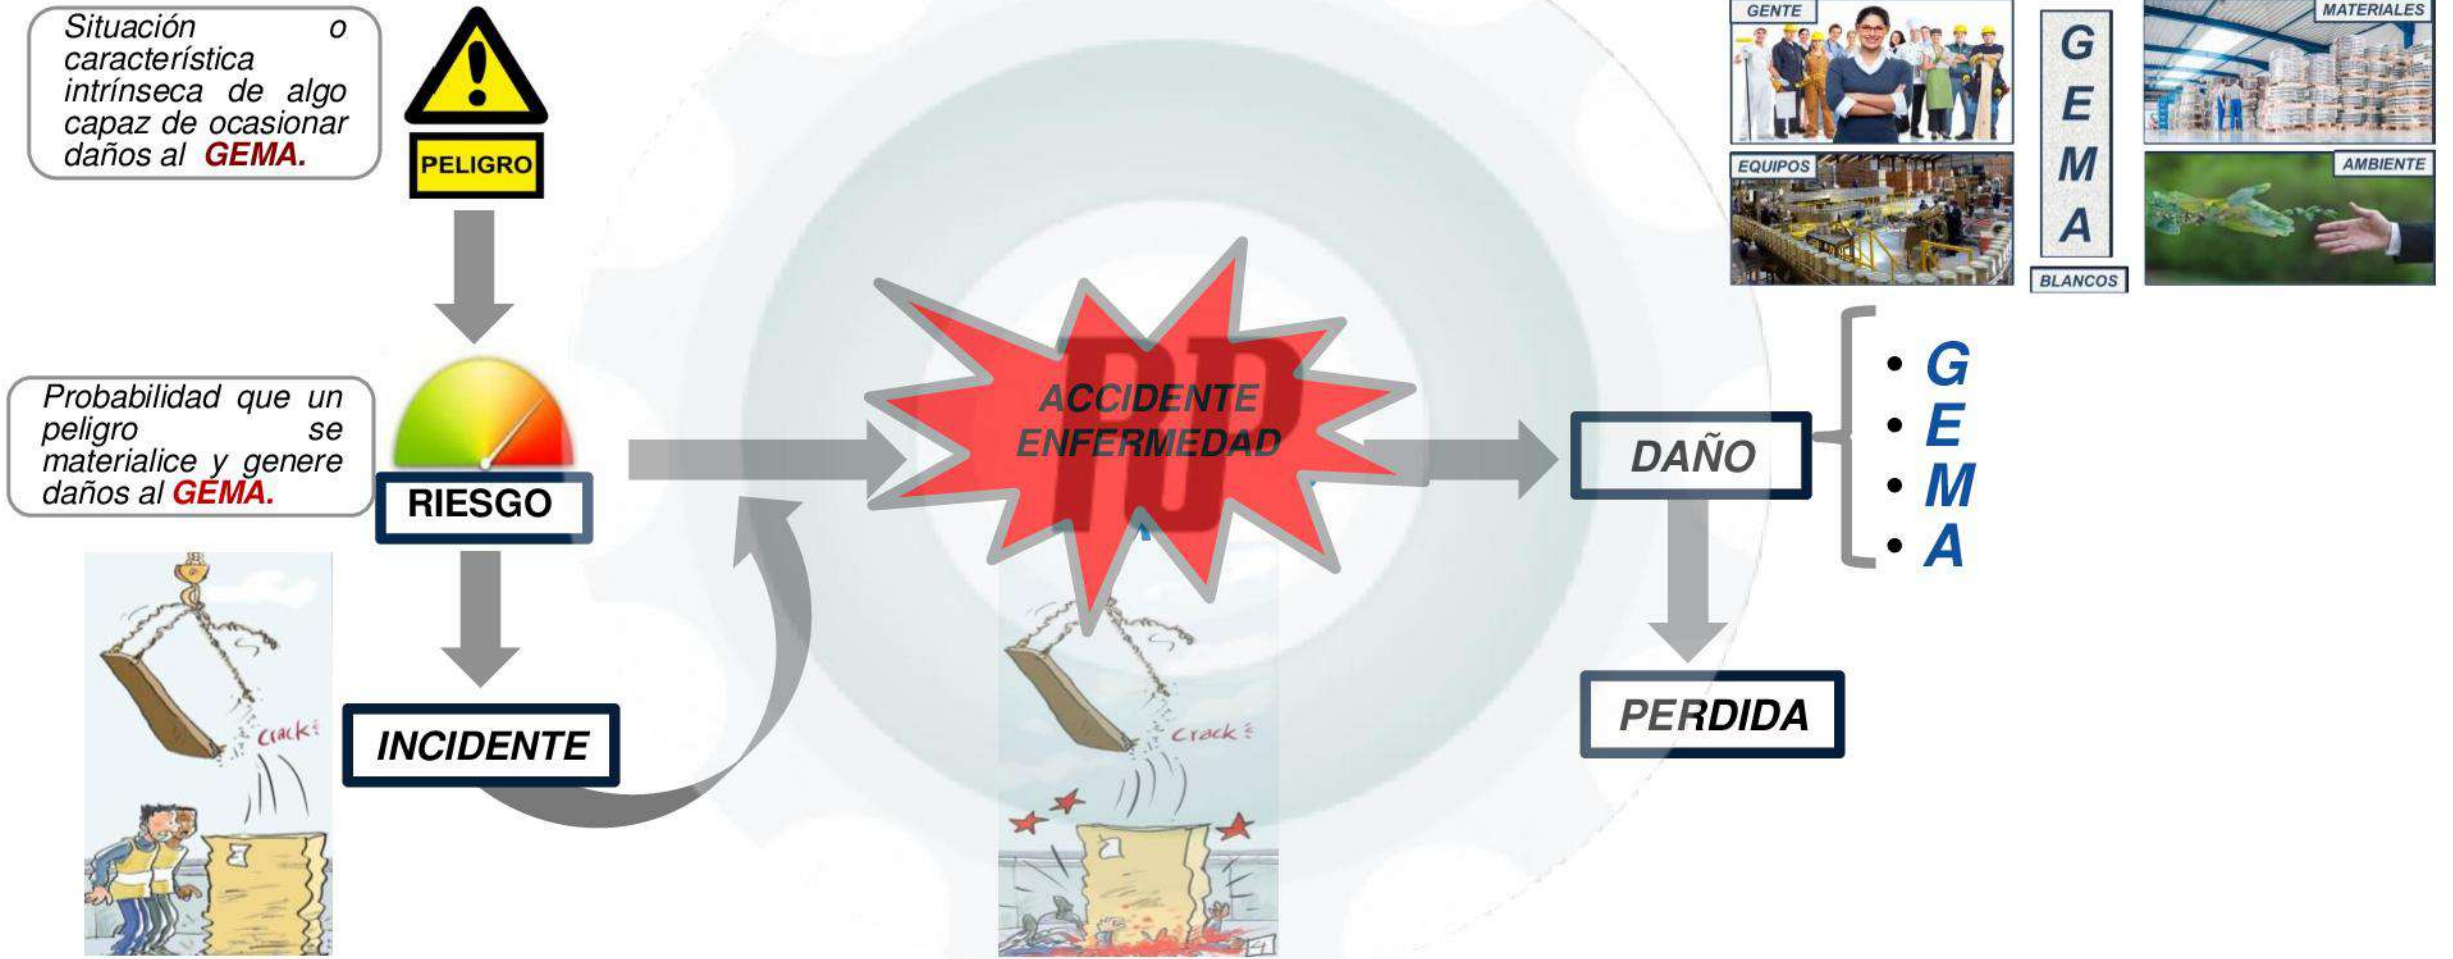 Situación o
característica
intrínseca de algo
capaz de ocasionar
daños al GEMA.
PELIGRO
GENTE
EQUIPOS
G
E
M
A
BLANCOS
MATERIALES
AMBIENTE
Probabilidad que un
peligro se
materialice y genere
daños al GEMA.
RIESGO
ACCIDENTE
ENFERMEDAD
DAÑO
• G
• E
• M
• A
crack
INCIDENTE
crack
PERDIDA